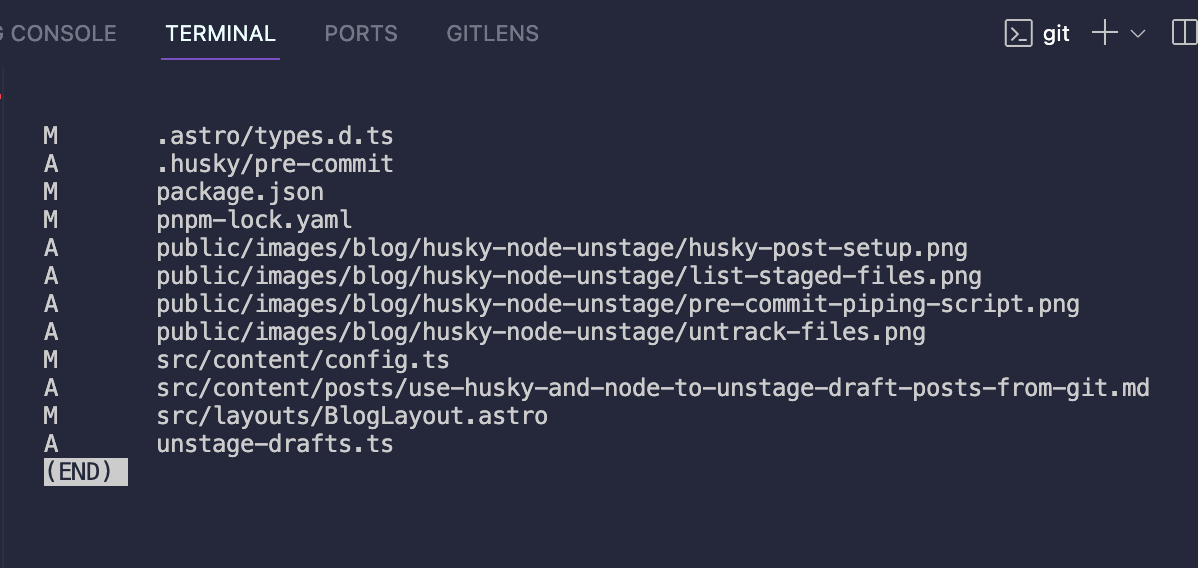 CONSOLE TERMINAL PORTS GITLENS git
M .astro/types.d.ts
A .husky/pre-commit
M package.json
M pnpm-lock.yaml
A public/images/blog/husky-node-unstage/husky-post-setup.png
A public/images/blog/husky-node-unstage/list-staged-files.png
A public/images/blog/husky-node-unstage/pre-commit-piping-script.png
A public/images/blog/husky-node-unstage/untrack-files.png
M src/content/config.ts
A src/content/posts/use-husky-and-node-to-unstage-draft-posts-from-git.md
M src/layouts/BlogLayout.astro
A unstage-drafts.ts
(END)